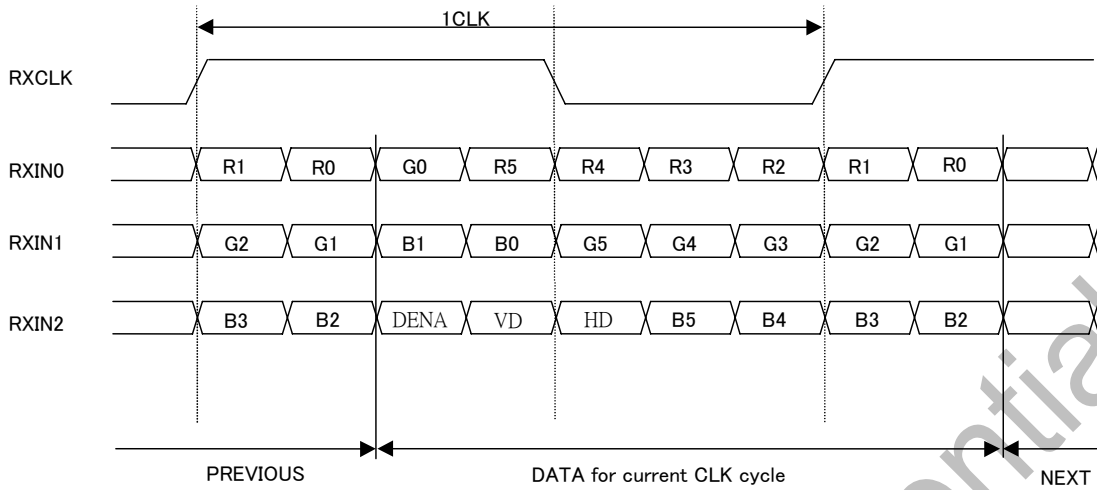 1CLK
RXCLK
RXIN0 R1 R0 G0 R5 R4 R3 R2 R1 R0
RXIN1 G2 G1 B1 B0 G5 G4 G3 G2 G1
RXIN2 B3 B2 DENA VD HD B5 B4 B3 B2
PREVIOUS DATA for current CLK cycle NEXT